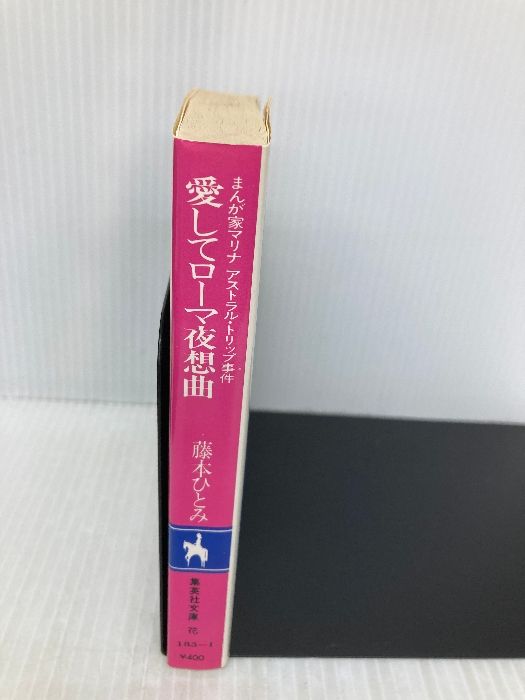 まんが家マリナ アストラル・トリップ事件
愛してローマ夜想曲
藤本ひとみ
集英社文庫 花
183-I
¥400